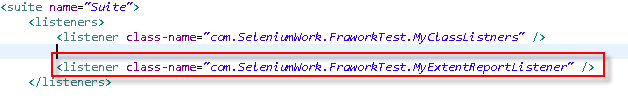 <suite name="Suite">
<listeners>
<listener class-name="com.SeleniumWork.FraworkTest.MyClassListners" />
<listener class-name="com.SeleniumWork.FraworkTest.MyExtentReportListener" />
</listeners>